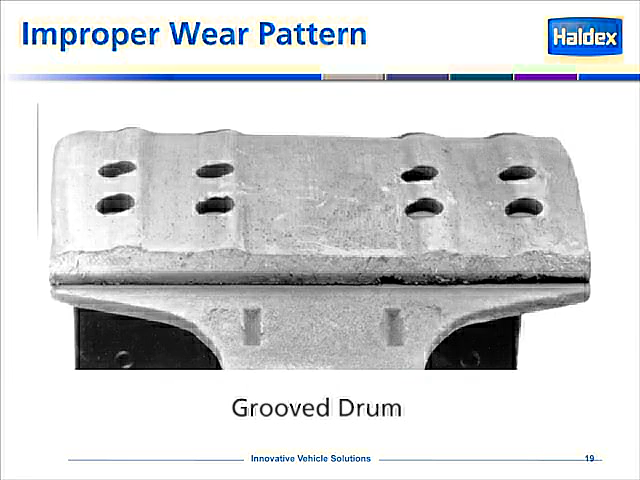 Improper Wear Pattern
Haldex
Grooved Drum
Innovative Vehicle Solutions
19